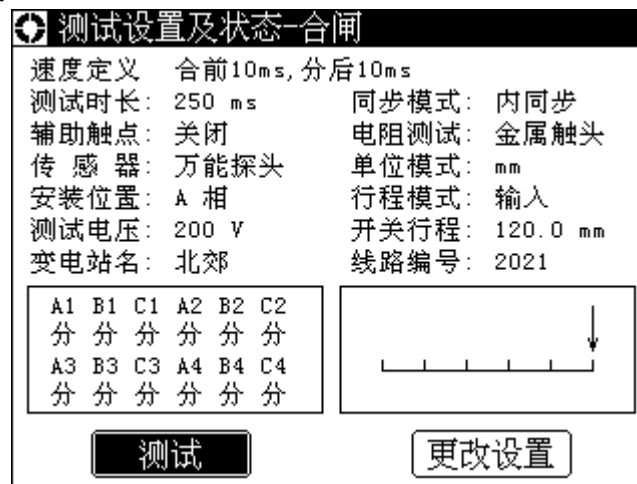 测试设置及状态-合闸
速度定义 合前10ms,分后10ms
测试时长: 250 ms 同步模式: 内同步
辅助触点: 关闭 电阻测试: 金属触头
传 感 器: 万能探头 单位模式: mm
安装位置: A 相 行程模式: 输入
测试电压: 200 V 开关行程: 120.0 mm
变电站名: 北郊 线路编号: 2021
A1 B1 C1 A2 B2 C2
分 分 分 分 分 分
A3 B3 C3 A4 B4 C4
分 分 分 分 分 分
测试 更改设置